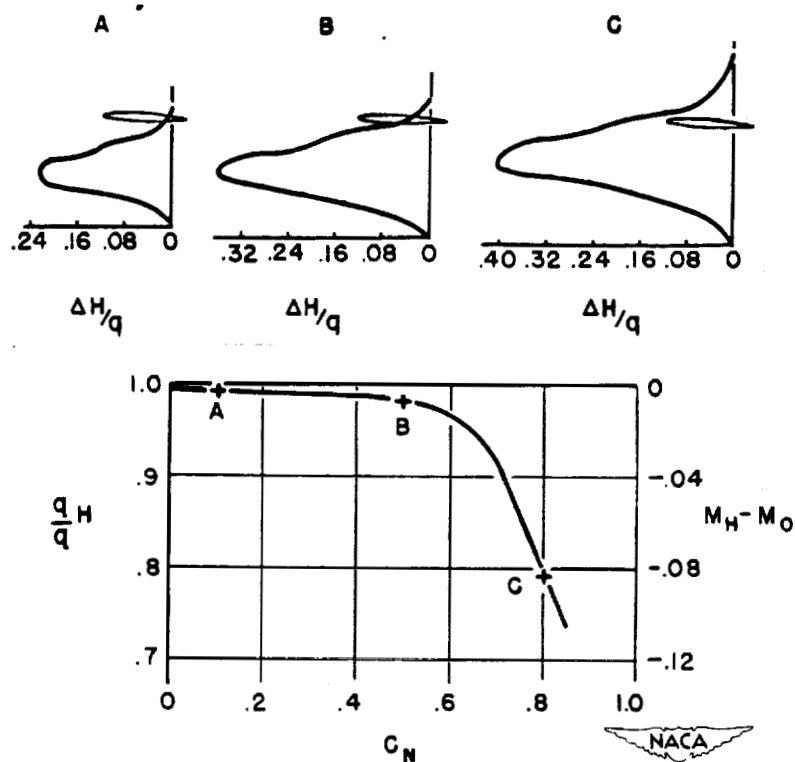 A B C
.24 .16 .08 0 .32 .24 .16 .08 0 .40 .32 .24 .16 .08 0
ΔH/q ΔH/q ΔH/q
1.0 0
A
B
.9 -.04
q/q H M_H-M_O
.8 -.08
C
.7 -.12
0 .2 .4 .6 .8 1.0
C_N
NACA